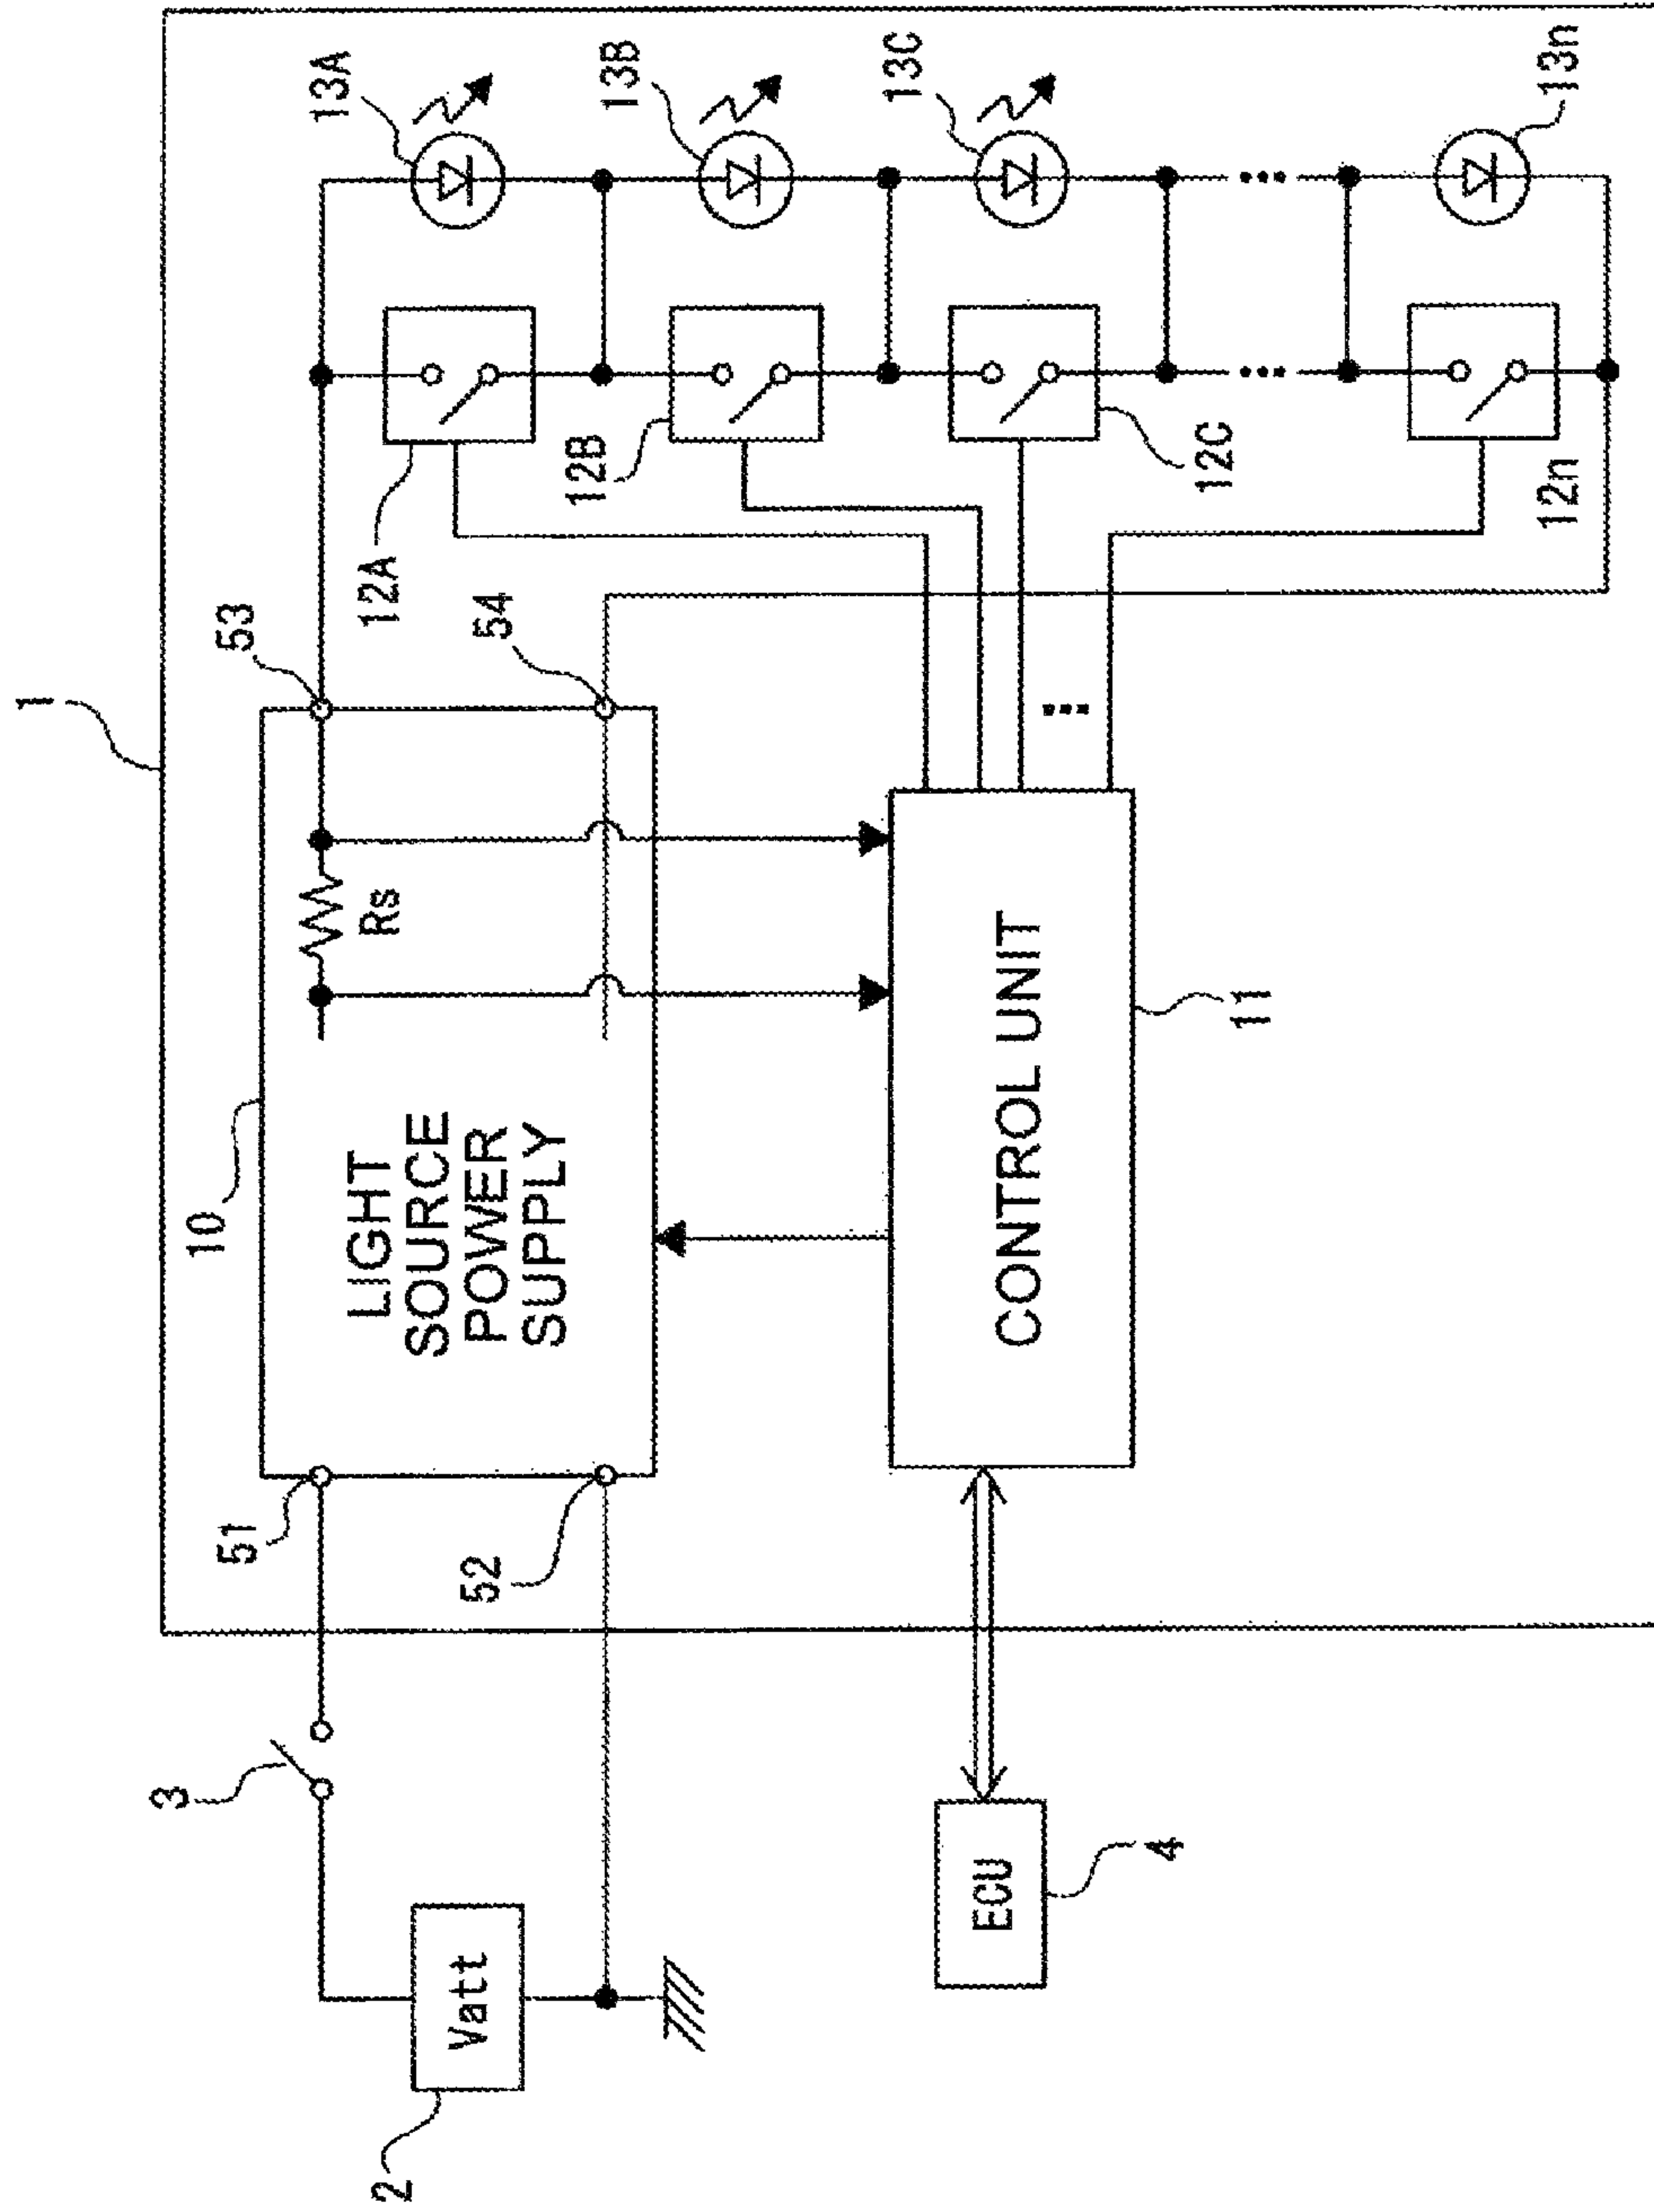 1
10
LIGHT
SOURCE
POWER
SUPPLY
Rs
51
52
53
54
3
2
Vatt
ECU
4
CONTROL UNIT
11
12A
12B
12C
12n
13A
13B
13C
13n